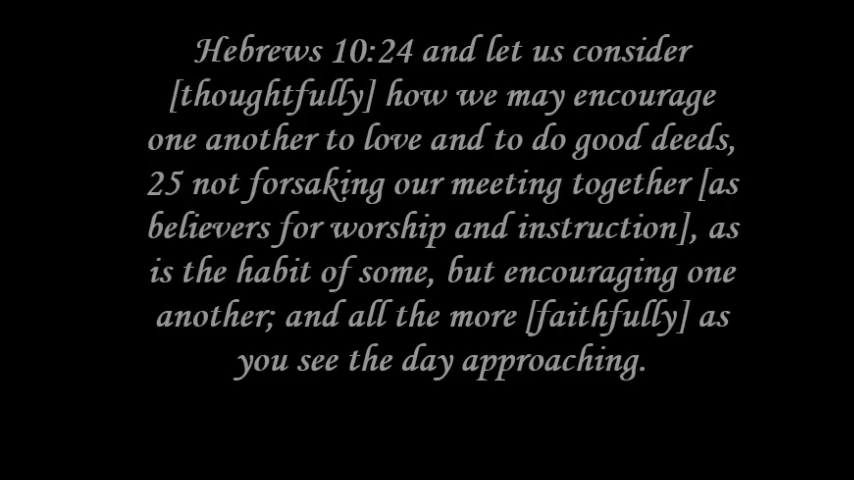 Hebrews 10:24 and let us consider
[thoughtfully] how we may encourage
one another to love and to do good deeds,
25 not forsaking our meeting together [as
believers for worship and instruction], as
is the habit of some, but encouraging one
another; and all the more [faithfully] as
you see the day approaching.